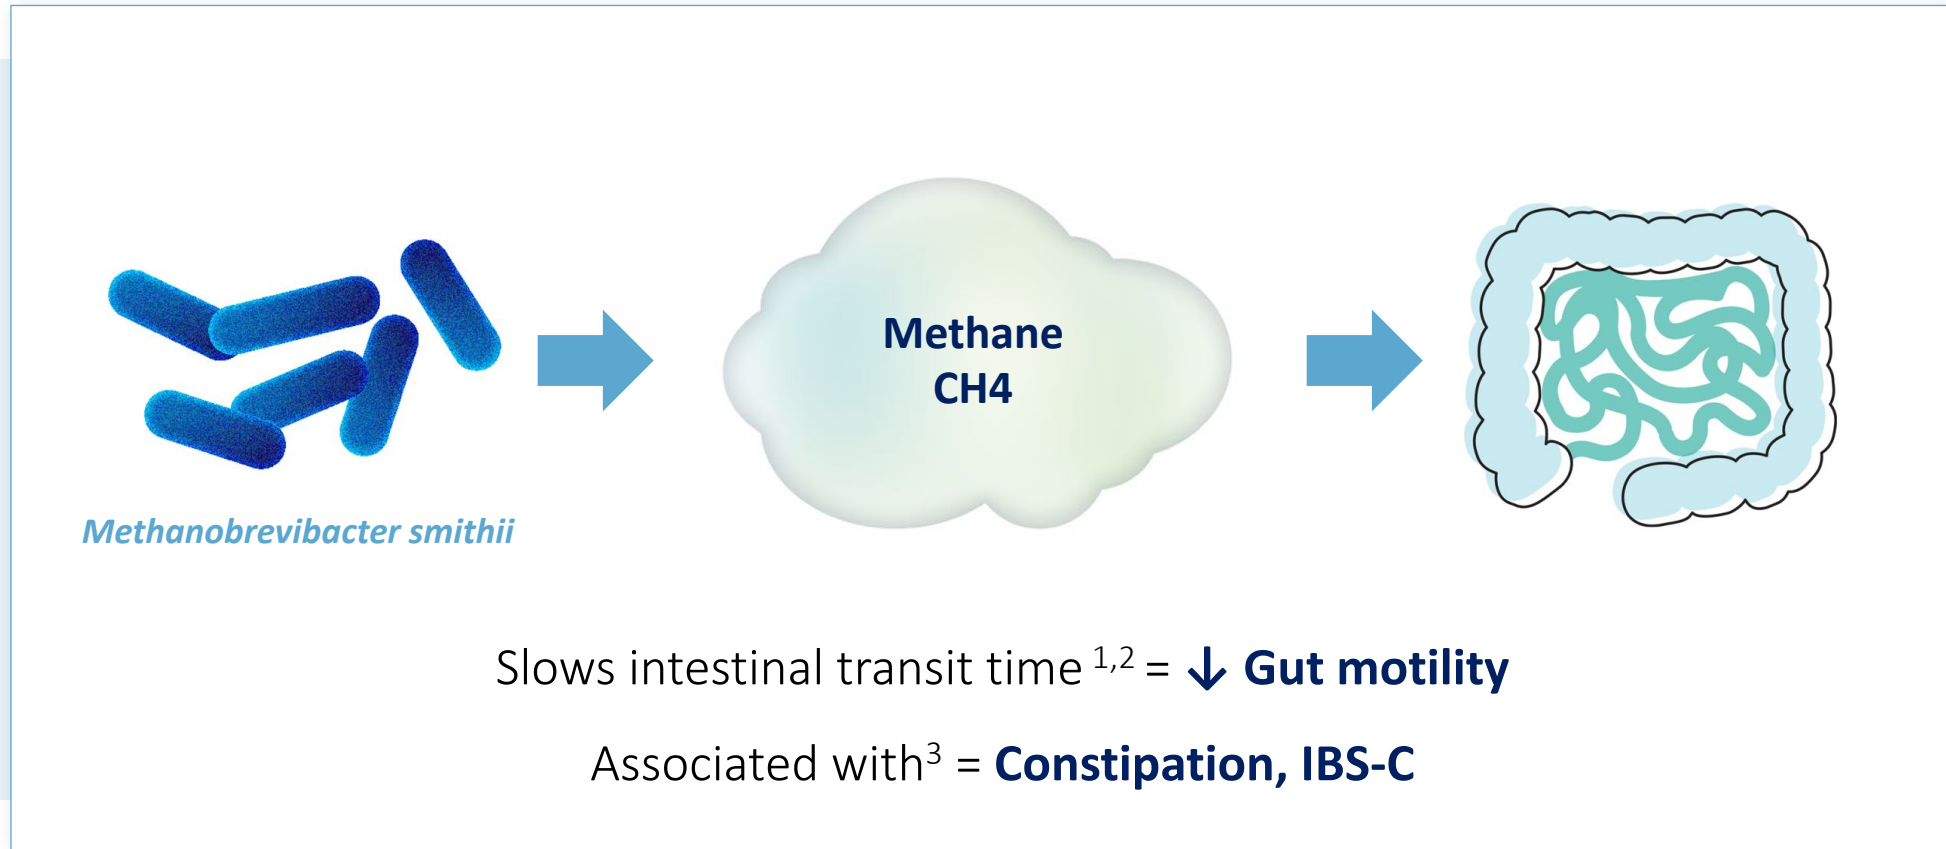 Methane
CH4
Methanobrevibacter smithii
Slows intestinal transit time 1,2 = ↓ Gut motility
Associated with3 = Constipation, IBS-C